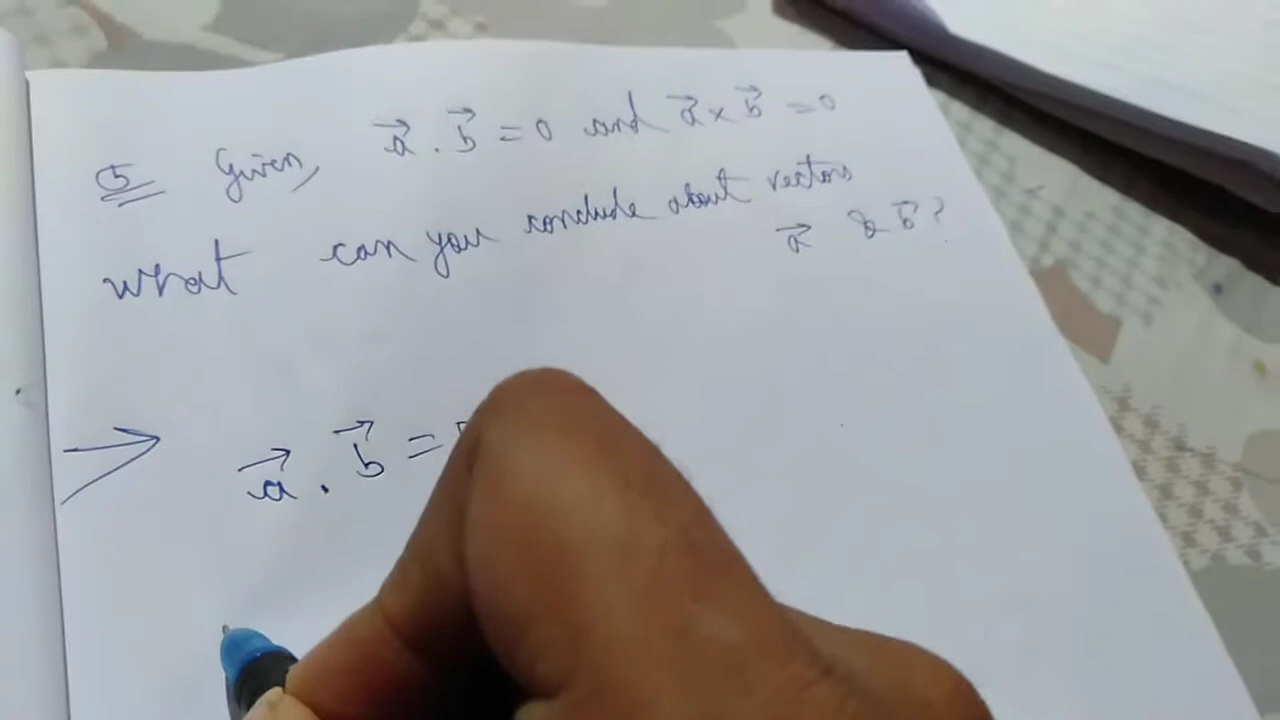 5 Given, a⃗ . b⃗ = 0 and a⃗ × b⃗ = 0
what can you conclude about vectors
a⃗ & b⃗ ?
⇒ a⃗ . b⃗ =